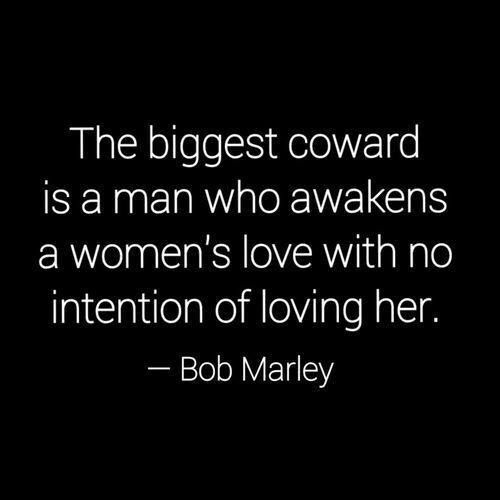 The biggest coward
is a man who awakens
a women's love with no
intention of loving her.
— Bob Marley